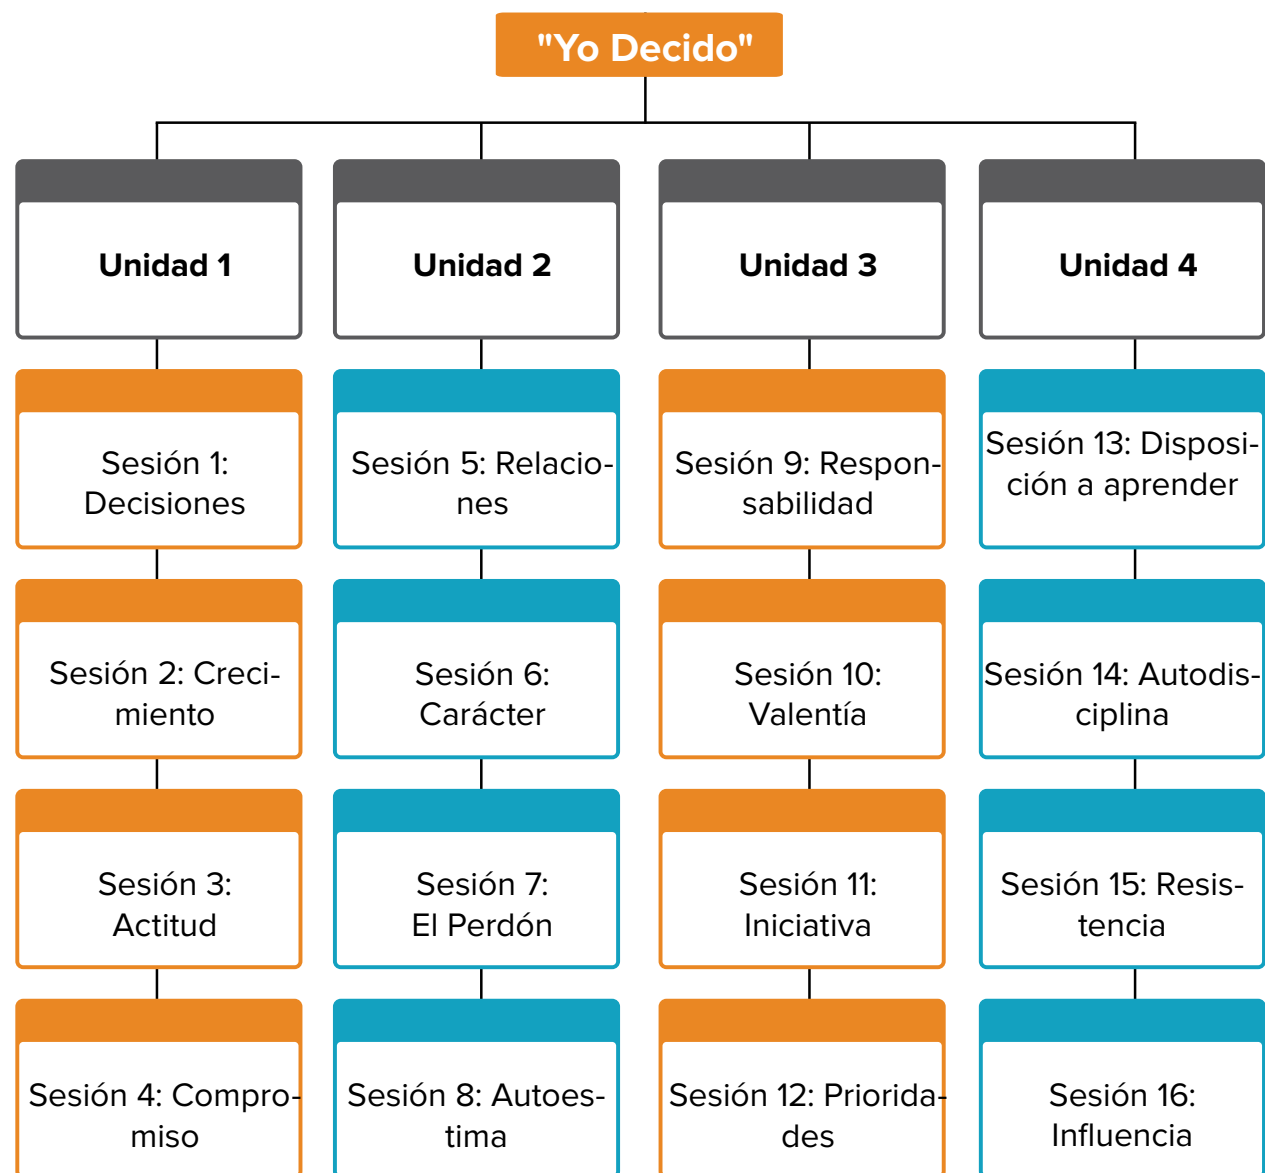 "Yo Decido"
Unidad 1
Unidad 2
Unidad 3
Unidad 4
Sesión 1:
Decisiones
Sesión 5: Relacio-
nes
Sesión 9: Respon-
sabilidad
Sesión 13: Disposi-
ción a aprender
Sesión 2: Creci-
miento
Sesión 6:
Carácter
Sesión 10:
Valentía
Sesión 14: Autodis-
ciplina
Sesión 3:
Actitud
Sesión 7:
El Perdón
Sesión 11:
Iniciativa
Sesión 15: Resis-
tencia
Sesión 4: Compro-
miso
Sesión 8: Autoes-
tima
Sesión 12: Priorida-
des
Sesión 16:
Influencia